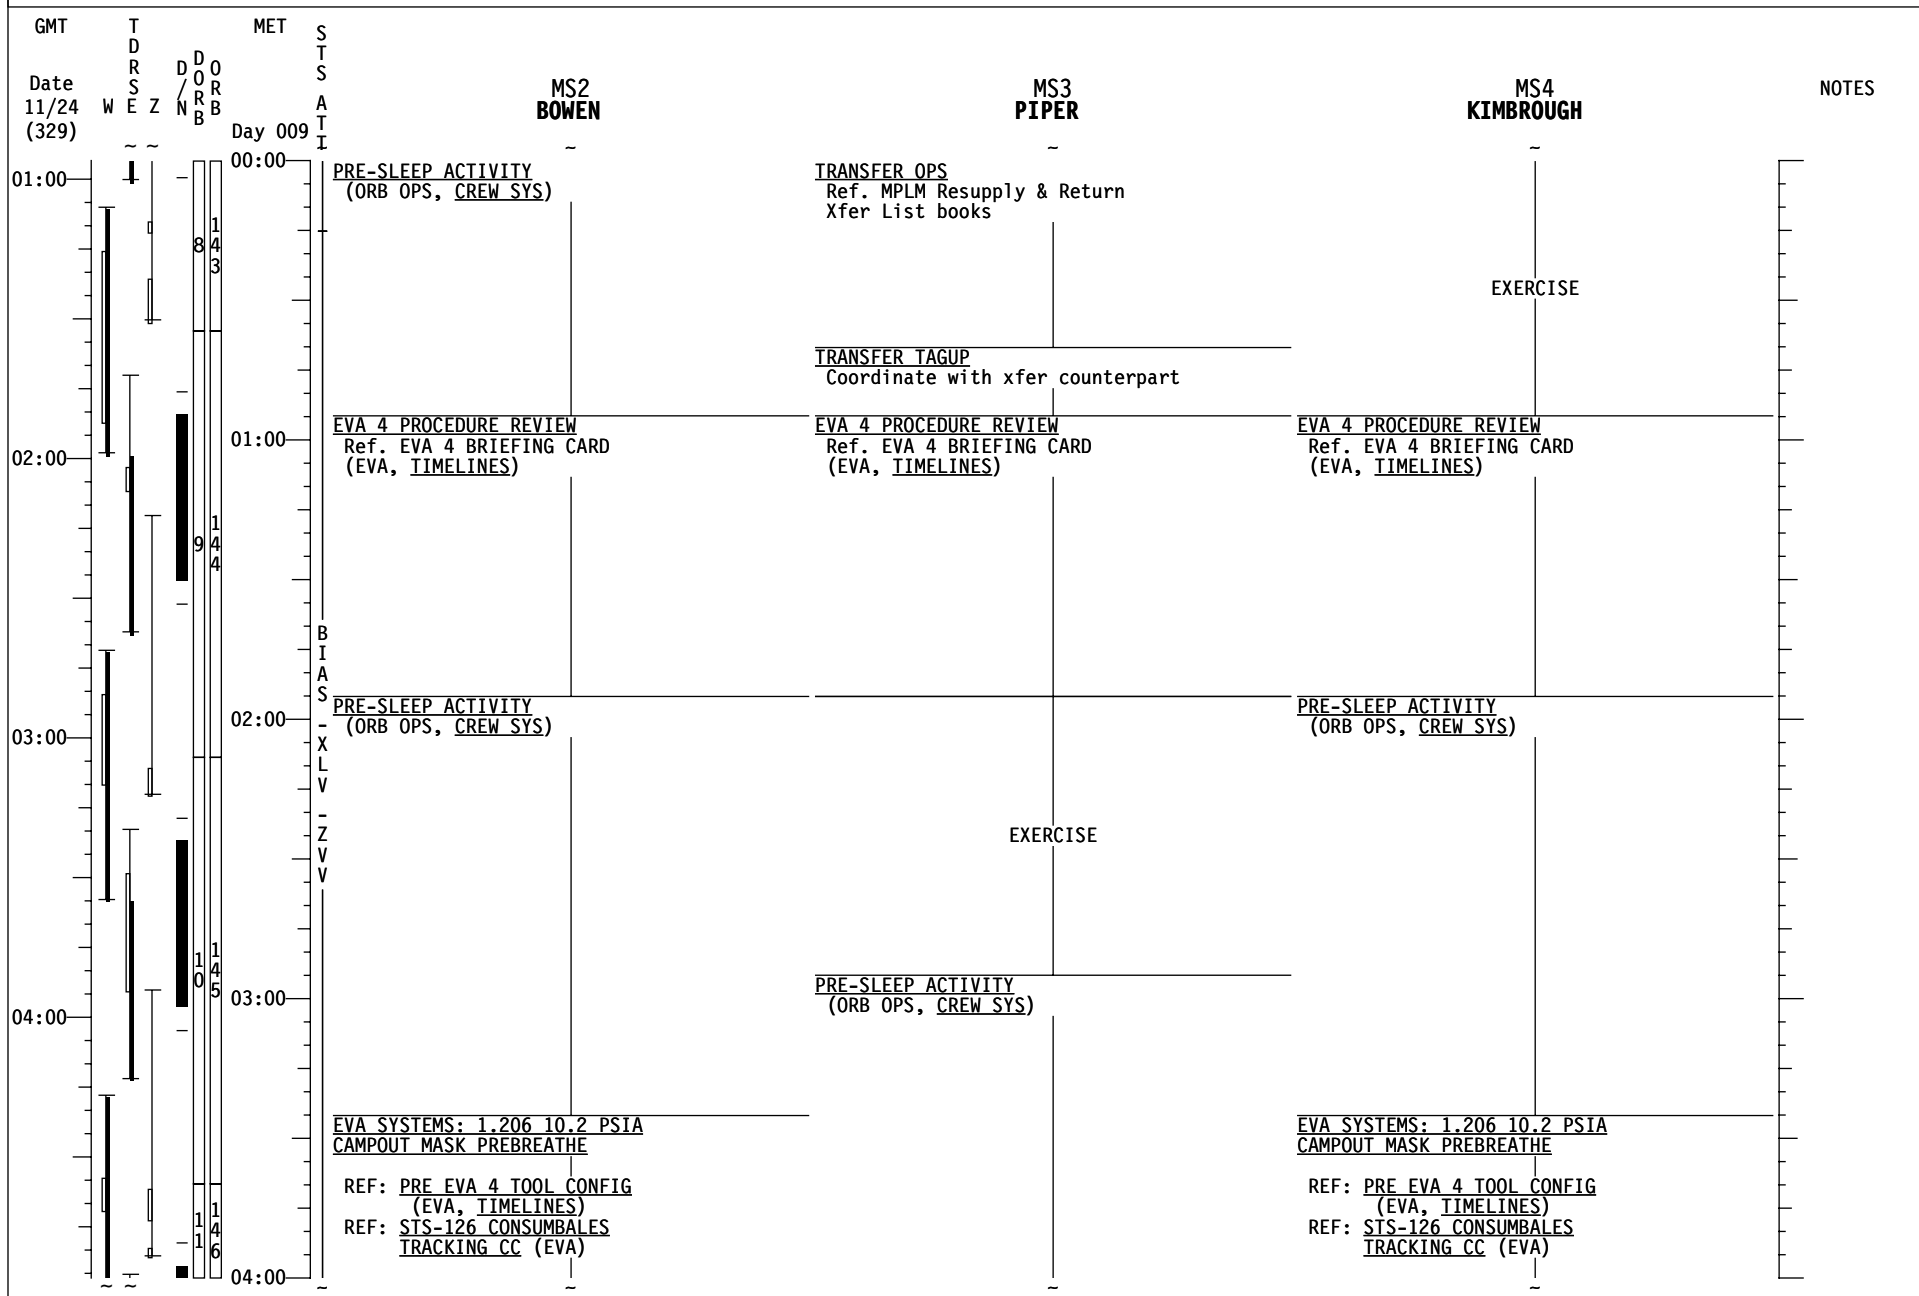 GMT
TDRS
MET
STS ATT
Date
11/24
(329)
W E Z
D/N
DORB
ORB
Day 009
MS2
BOWEN
MS3
PIPER
MS4
KIMBROUGH
NOTES
~ ~ ~ ~ ~
00:00
01:00
PRE-SLEEP ACTIVITY
(ORB OPS, CREW SYS)
TRANSFER OPS
Ref. MPLM Resupply & Return
Xfer List books
8
143
EXERCISE
TRANSFER TAGUP
Coordinate with xfer counterpart
01:00
02:00
EVA 4 PROCEDURE REVIEW
Ref. EVA 4 BRIEFING CARD
(EVA, TIMELINES)
EVA 4 PROCEDURE REVIEW
Ref. EVA 4 BRIEFING CARD
(EVA, TIMELINES)
EVA 4 PROCEDURE REVIEW
Ref. EVA 4 BRIEFING CARD
(EVA, TIMELINES)
9
144
BIAS -XLV -ZVV
02:00
03:00
PRE-SLEEP ACTIVITY
(ORB OPS, CREW SYS)
PRE-SLEEP ACTIVITY
(ORB OPS, CREW SYS)
EXERCISE
10
145
03:00
04:00
PRE-SLEEP ACTIVITY
(ORB OPS, CREW SYS)
EVA SYSTEMS: 1.206 10.2 PSIA
CAMPOUT MASK PREBREATHE
REF: PRE EVA 4 TOOL CONFIG
(EVA, TIMELINES)
REF: STS-126 CONSUMBALES
TRACKING CC (EVA)
EVA SYSTEMS: 1.206 10.2 PSIA
CAMPOUT MASK PREBREATHE
REF: PRE EVA 4 TOOL CONFIG
(EVA, TIMELINES)
REF: STS-126 CONSUMBALES
TRACKING CC (EVA)
11
146
04:00
~ ~ ~ ~ ~ ~